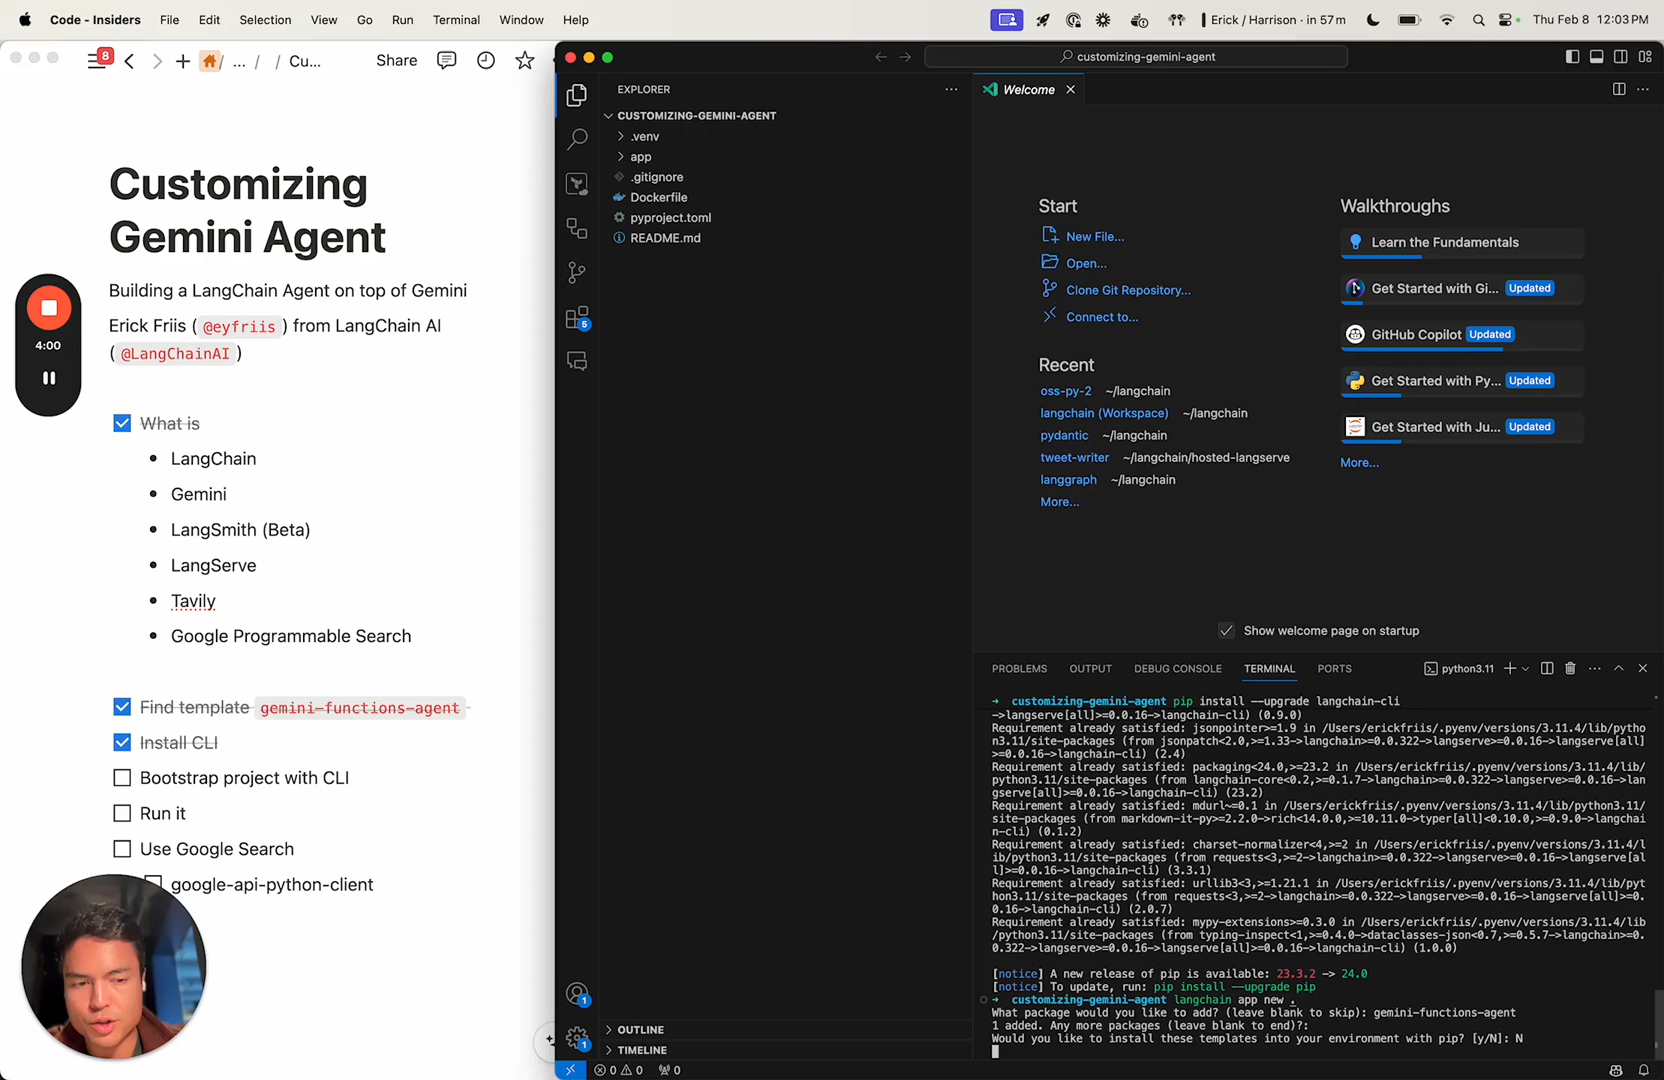 Code - Insiders File Edit Selection View Go Run Terminal Window Help Erick / Harrison · in 57 m Thu Feb 8 12:03 PM
8 / ... / / Cu... Share
Customizing
Gemini Agent
Building a LangChain Agent on top of Gemini
Erick Friis ( @eyfriis ) from LangChain AI
( @LangChainAI )
4:00
What is
• LangChain
• Gemini
• LangSmith (Beta)
• LangServe
• Tavily
• Google Programmable Search
Find template gemini-functions-agent
Install CLI
Bootstrap project with CLI
Run it
Use Google Search
google-api-python-client
customizing-gemini-agent
EXPLORER ...
CUSTOMIZING-GEMINI-AGENT
.venv
app
.gitignore
Dockerfile
pyproject.toml
README.md
5
OUTLINE
TIMELINE
1
1
Welcome
Start
New File...
Open...
Clone Git Repository...
Connect to...
Recent
oss-py-2 ~/langchain
langchain (Workspace) ~/langchain
pydantic ~/langchain
tweet-writer ~/langchain/hosted-langserve
langgraph ~/langchain
More...
Walkthroughs
Learn the Fundamentals
Get Started with Gi... Updated
GitHub Copilot Updated
Get Started with Py... Updated
Get Started with Ju... Updated
More...
Show welcome page on startup
PROBLEMS OUTPUT DEBUG CONSOLE TERMINAL PORTS python3.11
→ customizing-gemini-agent pip install --upgrade langchain-cli
->langserve[all]>=0.0.16->langchain-cli) (0.9.0)
Requirement already satisfied: jsonpointer>=1.9 in /Users/erickfriis/.pyenv/versions/3.11.4/lib/pytho
n3.11/site-packages (from jsonpatch<2.0,>=1.33->langchain>=0.0.322->langserve>=0.0.16->langserve[all]
>=0.0.16->langchain-cli) (2.4)
Requirement already satisfied: packaging<24.0,>=23.2 in /Users/erickfriis/.pyenv/versions/3.11.4/lib/
python3.11/site-packages (from langchain-core<0.2,>=0.1.7->langchain>=0.0.322->langserve>=0.0.16->lan
gserve[all]>=0.0.16->langchain-cli) (23.2)
Requirement already satisfied: mdurl~=0.1 in /Users/erickfriis/.pyenv/versions/3.11.4/lib/python3.11/
site-packages (from markdown-it-py>=2.2.0->rich<14.0.0,>=10.11.0->typer[all]<0.10.0,>=0.9.0->langchai
n-cli) (0.1.2)
Requirement already satisfied: charset-normalizer<4,>=2 in /Users/erickfriis/.pyenv/versions/3.11.4/l
ib/python3.11/site-packages (from requests<3,>=2->langchain>=0.0.322->langserve>=0.0.16->langserve[al
l]>=0.0.16->langchain-cli) (3.3.1)
Requirement already satisfied: urllib3<3,>=1.21.1 in /Users/erickfriis/.pyenv/versions/3.11.4/lib/pyt
hon3.11/site-packages (from requests<3,>=2->langchain>=0.0.322->langserve>=0.0.16->langserve[all]>=0.
0.16->langchain-cli) (2.0.7)
Requirement already satisfied: mypy-extensions>=0.3.0 in /Users/erickfriis/.pyenv/versions/3.11.4/lib
/python3.11/site-packages (from typing-inspect<1,>=0.4.0->dataclasses-json<0.7,>=0.5.7->langchain>=0.
0.322->langserve>=0.0.16->langserve[all]>=0.0.16->langchain-cli) (1.0.0)
[notice] A new release of pip is available: 23.3.2 -> 24.0
[notice] To update, run: pip install --upgrade pip
→ customizing-gemini-agent langchain app new .
What package would you like to add? (leave blank to skip): gemini-functions-agent
1 added. Any more packages (leave blank to end)?:
Would you like to install these templates into your environment with pip? [y/N]: N
0 0 0